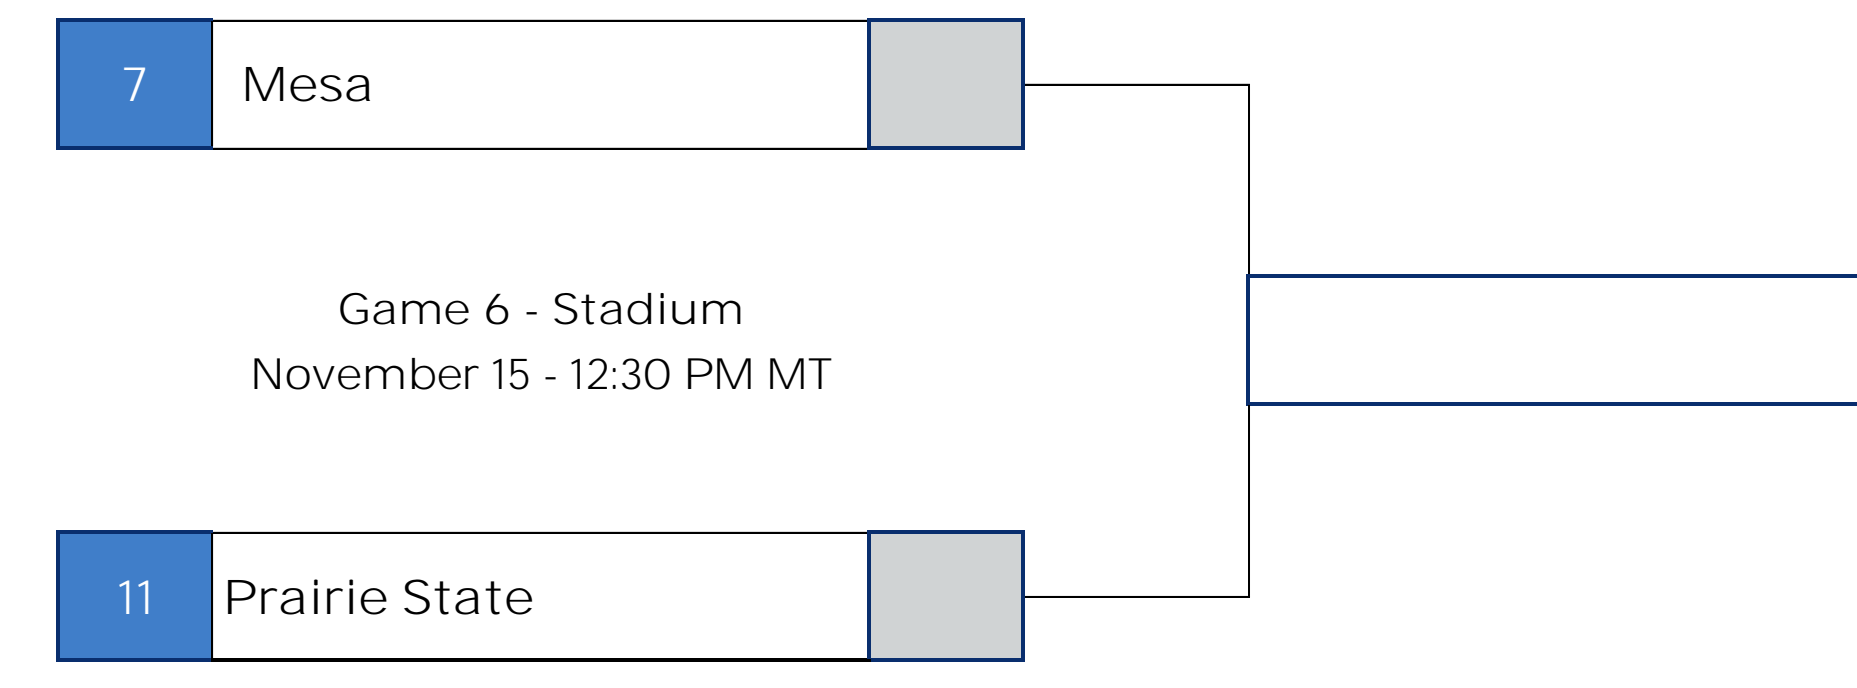 7 Mesa
Game 6 - Stadium
November 15 - 12:30 PM MT
11 Prairie State